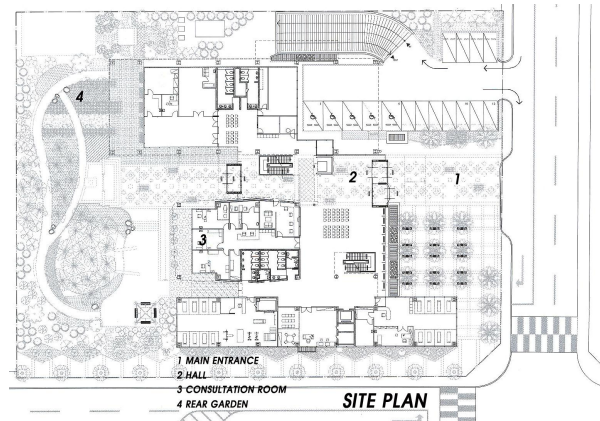 4
2
1
3
1 MAIN ENTRANCE
2 HALL
3 CONSULTATION ROOM
4 REAR GARDEN
SITE PLAN